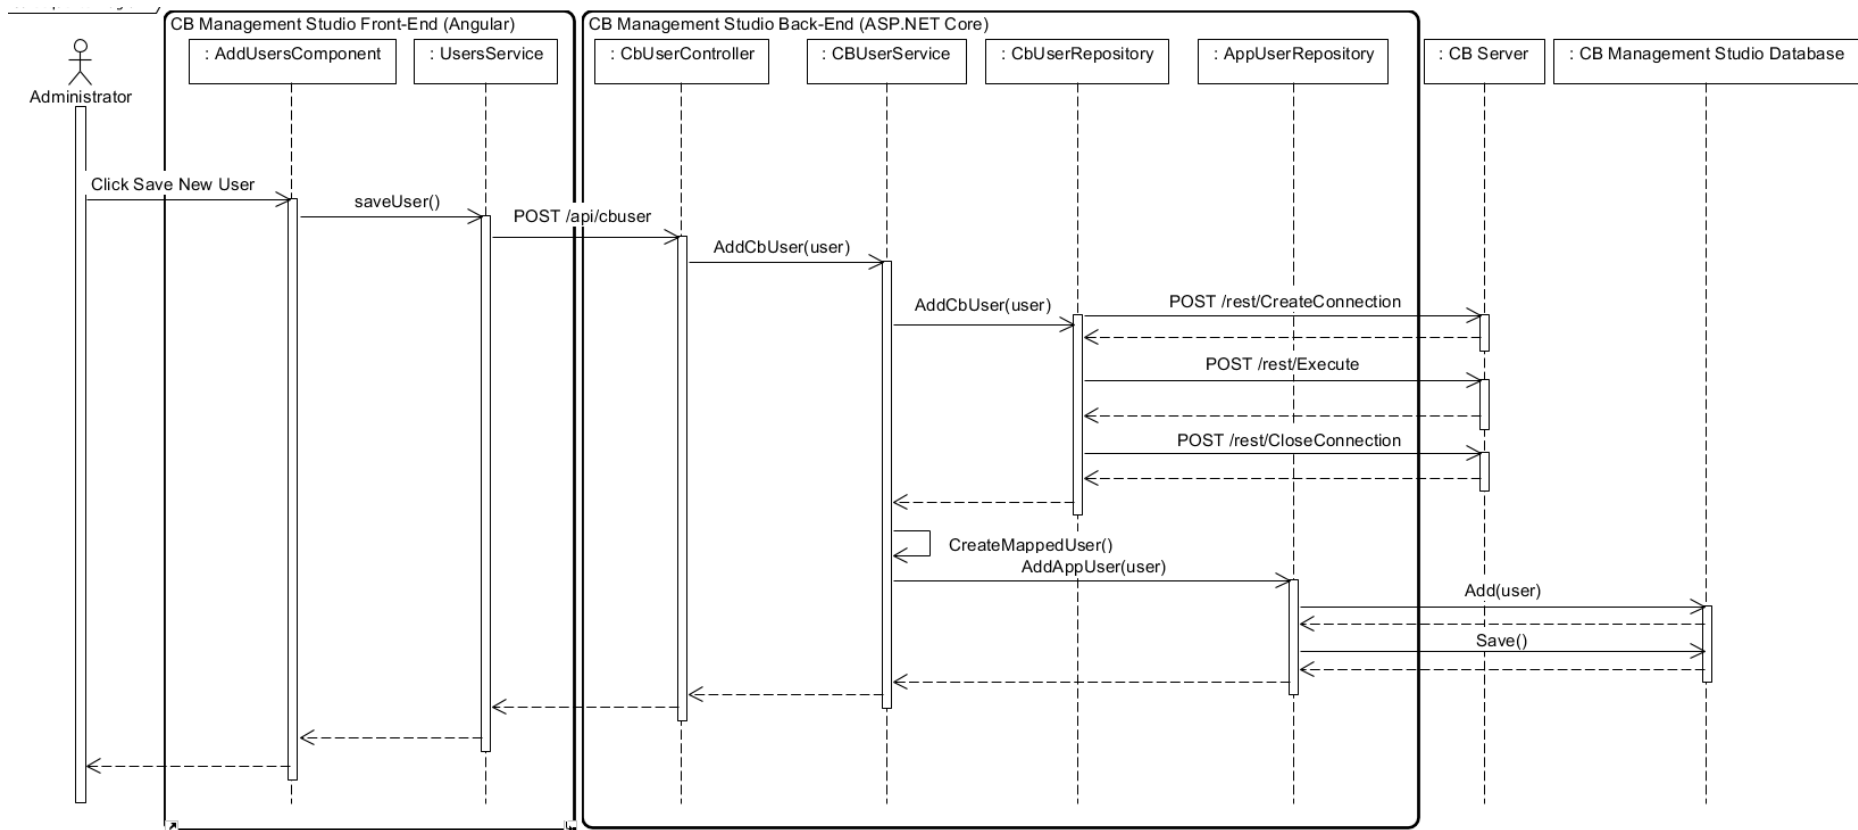 CB Management Studio Front-End (Angular)
CB Management Studio Back-End (ASP.NET Core)
: AddUsersComponent
: UsersService
: CbUserController
: CBUserService
: CbUserRepository
: AppUserRepository
: CB Server
: CB Management Studio Database
Administrator
Click Save New User
saveUser()
POST /api/cbuser
AddCbUser(user)
AddCbUser(user)
POST /rest/CreateConnection
POST /rest/Execute
POST /rest/CloseConnection
CreateMappedUser()
AddAppUser(user)
Add(user)
Save()